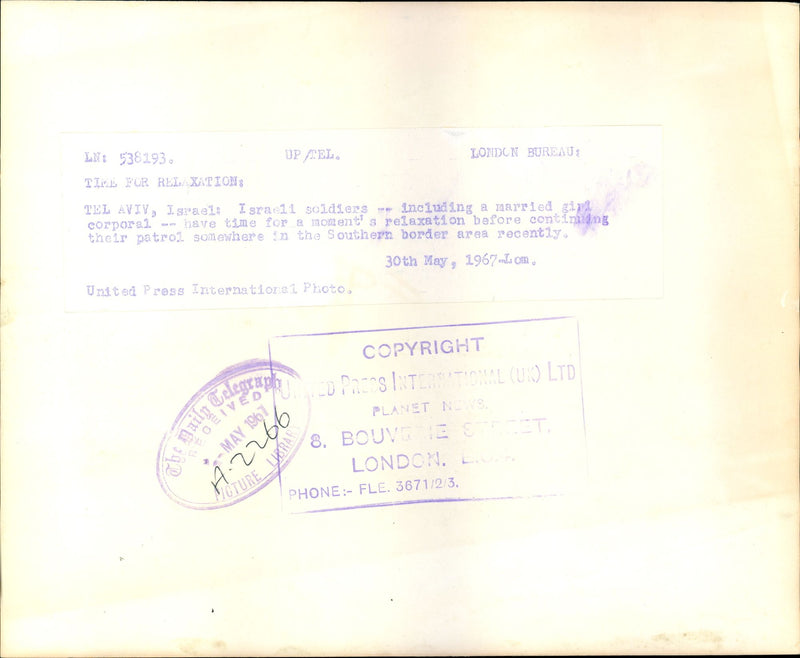 LN: 538193. UP/TEL. LONDON BUREAU:
TIME FOR RELAXATION:
TEL AVIV, Israel: Israeli soldiers -- including a married girl
corporal -- have time for a moment's relaxation before continuing
their patrol somewhere in the Southern border area recently.
30th May, 1967-Lom.
United Press International Photo.
The Daily Telegraph
RECEIVED
MAY 1967
A-2266
PICTURE LIBRARY
COPYRIGHT
UNITED PRESS INTERNATIONAL (UK) LTD
PLANET NEWS.
8. BOUVERIE STREET.
LONDON.
PHONE:- FLE. 3671/2/3.